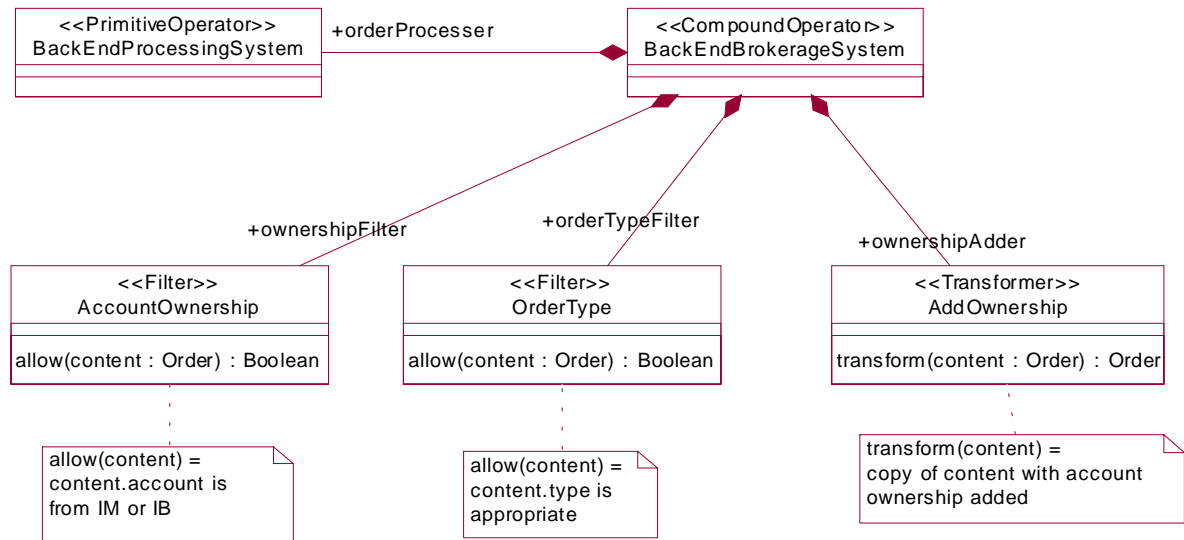 <<PrimitiveOperator>>
BackEndProcessingSystem
+orderProcesser
<<CompoundOperator>>
BackEndBrokerageSystem
+ownershipFilter
+orderTypeFilter
+ownershipAdder
<<Filter>>
AccountOwnership
allow(content : Order) : Boolean
<<Filter>>
OrderType
allow(content : Order) : Boolean
<<Transformer>>
AddOwnership
transform(content : Order) : Order
allow(content) =
content.account is
from IM or IB
allow(content) =
content.type is
appropriate
transform(content) =
copy of content with account
ownership added